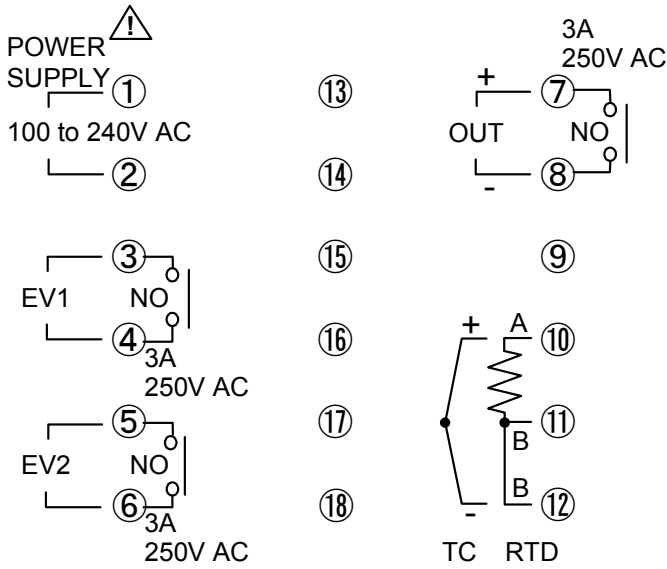 POWER
SUPPLY
①
100 to 240V AC
②
③
EV1 NO
④
3A
250V AC
⑤
EV2 NO
⑥
3A
250V AC
⑬
⑭
⑮
⑯
⑰
⑱
3A
250V AC
+ ⑦
OUT NO
- ⑧
⑨
+ A ⑩
⑪
B
B ⑫
-
TC RTD